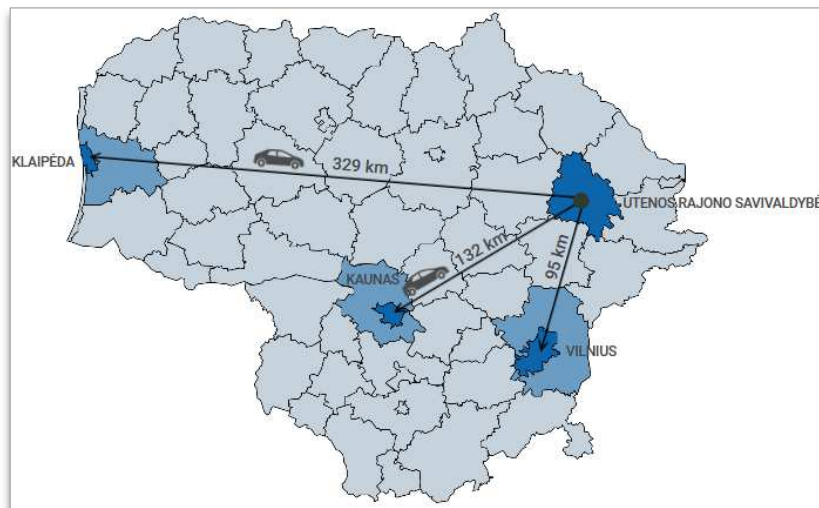 KLAIPĖDA
329 km
UTENOS RAJONO SAVIVALDYBĖ
132 km
95 km
KAUNAS
VILNIUS